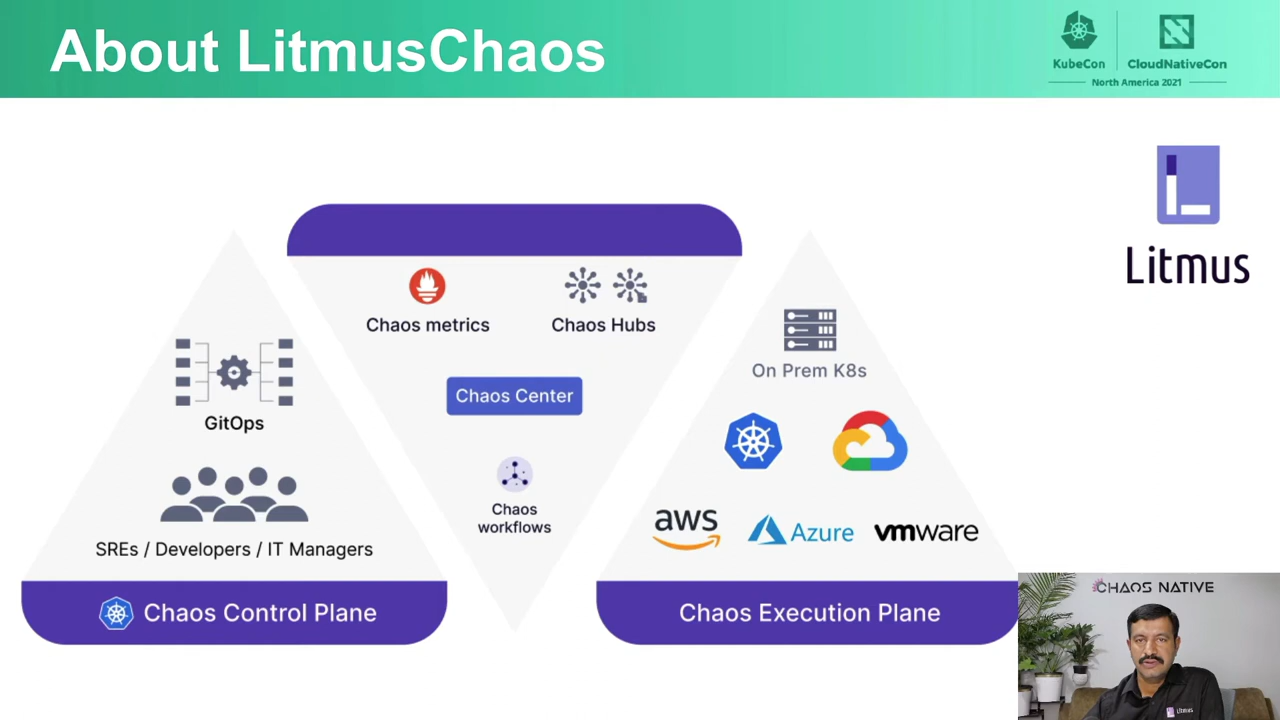 About LitmusChaos
KubeCon
CloudNativeCon
North America 2021
Litmus
Chaos metrics
Chaos Hubs
Chaos Center
Chaos
workflows
GitOps
SREs / Developers / IT Managers
Chaos Control Plane
On Prem K8s
aws
Azure
vmware
Chaos Execution Plane
CHAOS NATIVE
Litmus